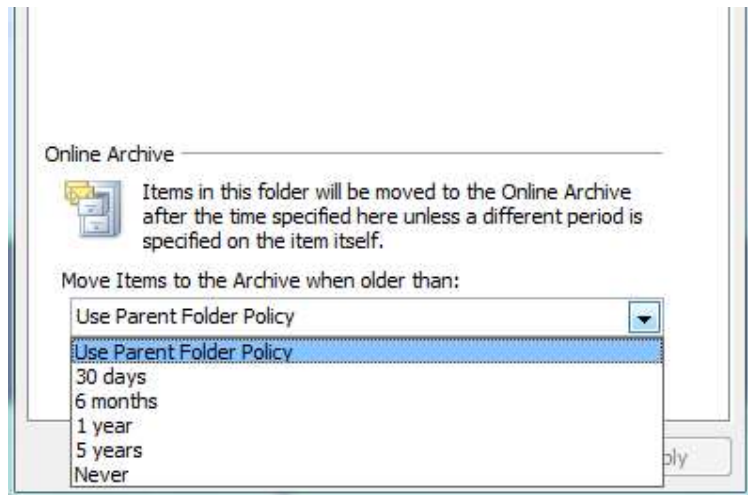 Online Archive
Items in this folder will be moved to the Online Archive
after the time specified here unless a different period is
specified on the item itself.
Move Items to the Archive when older than:
Use Parent Folder Policy
Use Parent Folder Policy
30 days
6 months
1 year
5 years
Never